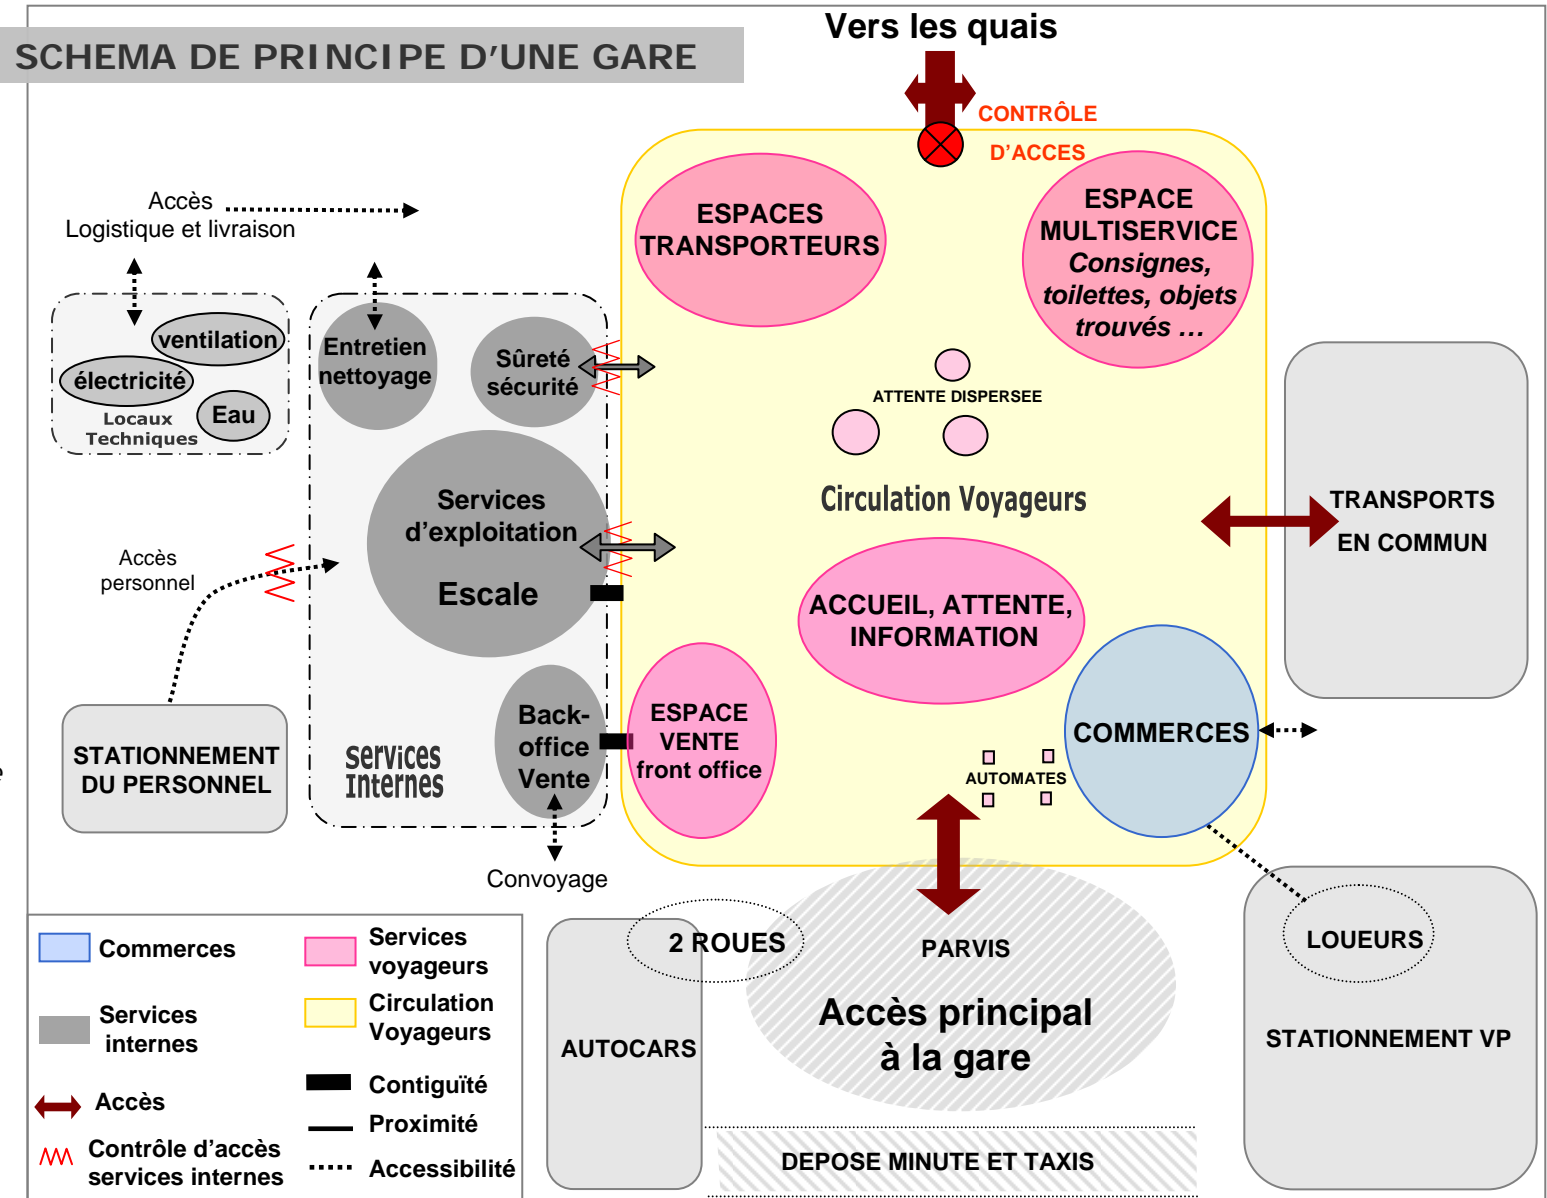 SCHEMA DE PRINCIPE D'UNE GARE
Vers les quais
CONTRÔLE
D'ACCES
ESPACES
TRANSPORTEURS
ESPACE
MULTISERVICE
Consignes,
toilettes, objets
trouvés ...
Accès
Logistique et livraison
ventilation
électricité
Eau
Locaux
Techniques
Entretien
nettoyage
Sûreté
sécurité
ATTENTE DISPERSEE
Circulation Voyageurs
TRANSPORTS
EN COMMUN
Services
d'exploitation
Escale
Accès
personnel
ACCUEIL, ATTENTE,
INFORMATION
STATIONNEMENT
DU PERSONNEL
e
Services
Internes
Back-
office
Vente
ESPACE
VENTE
front office
COMMERCES
AUTOMATES
Convoyage
2 ROUES
AUTOCARS
PARVIS
Accès principal
à la gare
LOUEURS
STATIONNEMENT VP
DEPOSE MINUTE ET TAXIS
Commerces
Services
voyageurs
Services
internes
Circulation
Voyageurs
Accès
Contiguïté
Proximité
Contrôle d'accès
services internes
Accessibilité